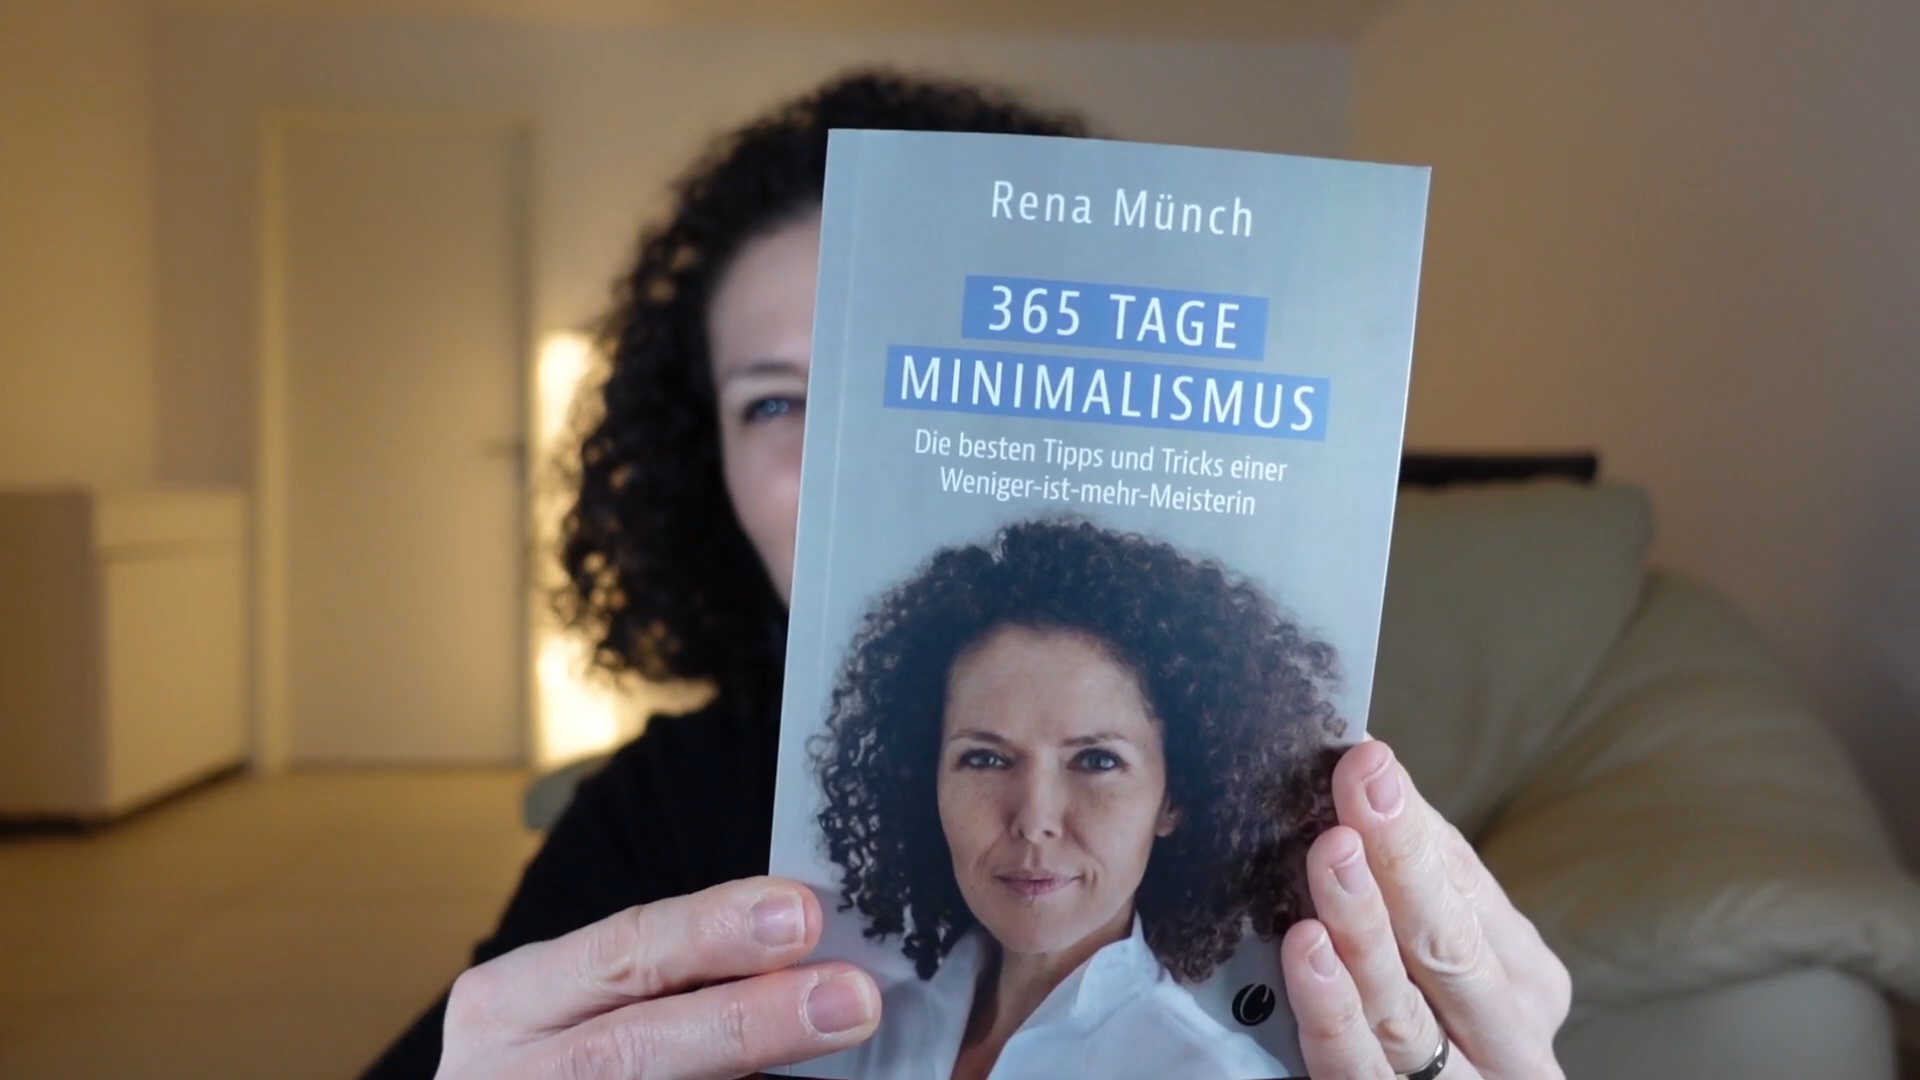 Rena Münch
365 TAGE
MINIMALISMUS
Die besten Tipps und Tricks einer
Weniger-ist-mehr-Meisterin
C